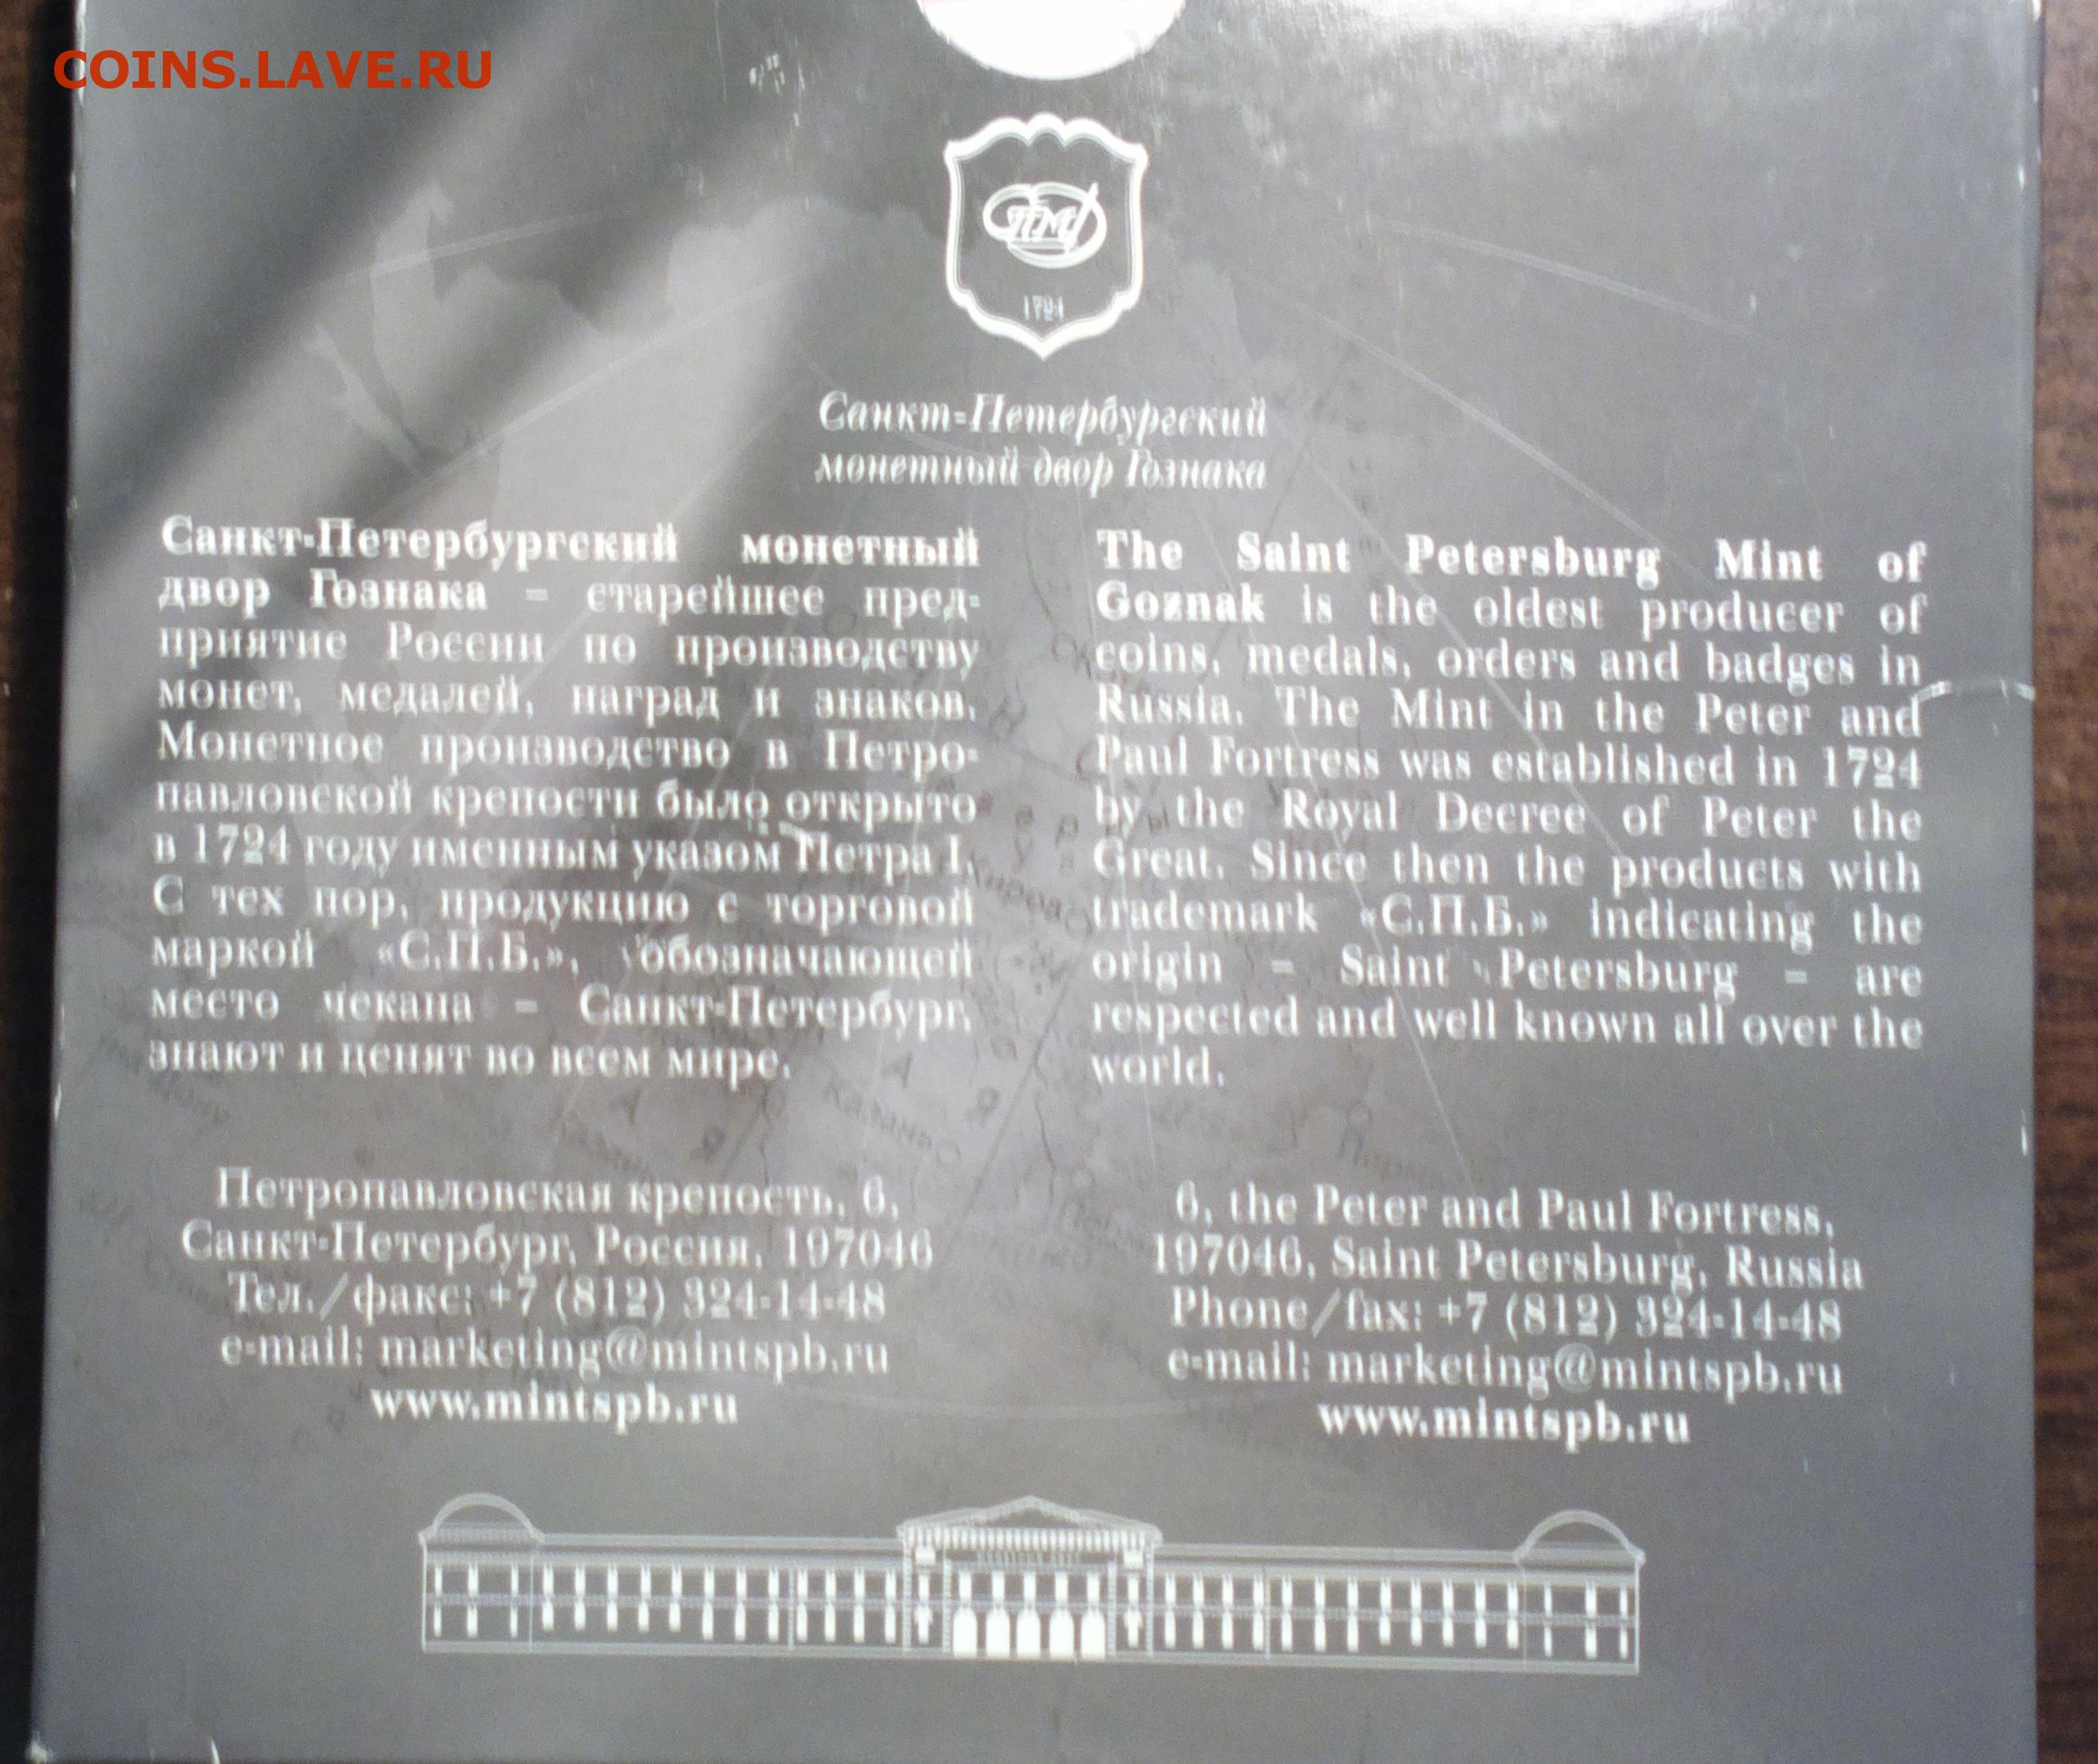 COINS.LAVE.RU
1724
Санкт-Петербургский
монетный двор Гознака
Санкт-Петербургский монетный
двор Гознака – старейшее пред-
приятие России по производству
монет, медалей, наград и знаков.
Монетное производство в Петро-
павловской крепости было открыто
в 1724 году именным указом Петра I.
С тех пор, продукцию с торговой
маркой «С.П.Б.», обозначающей
место чекана – Санкт-Петербург,
знают и ценят во всем мире.
The Saint Petersburg Mint of
Goznak is the oldest producer of
coins, medals, orders and badges in
Russia. The Mint in the Peter and
Paul Fortress was established in 1724
by the Royal Decree of Peter the
Great. Since then the products with
trademark «С.П.Б.» indicating the
origin – Saint Petersburg – are
respected and well known all over the
world.
Петропавловская крепость, 6,
Санкт-Петербург, Россия, 197046
Тел./факс: +7 (812) 324-14-48
e-mail: marketing@mintspb.ru
www.mintspb.ru
6, the Peter and Paul Fortress,
197046, Saint Petersburg, Russia
Phone/fax: +7 (812) 324-14-48
e-mail: marketing@mintspb.ru
www.mintspb.ru